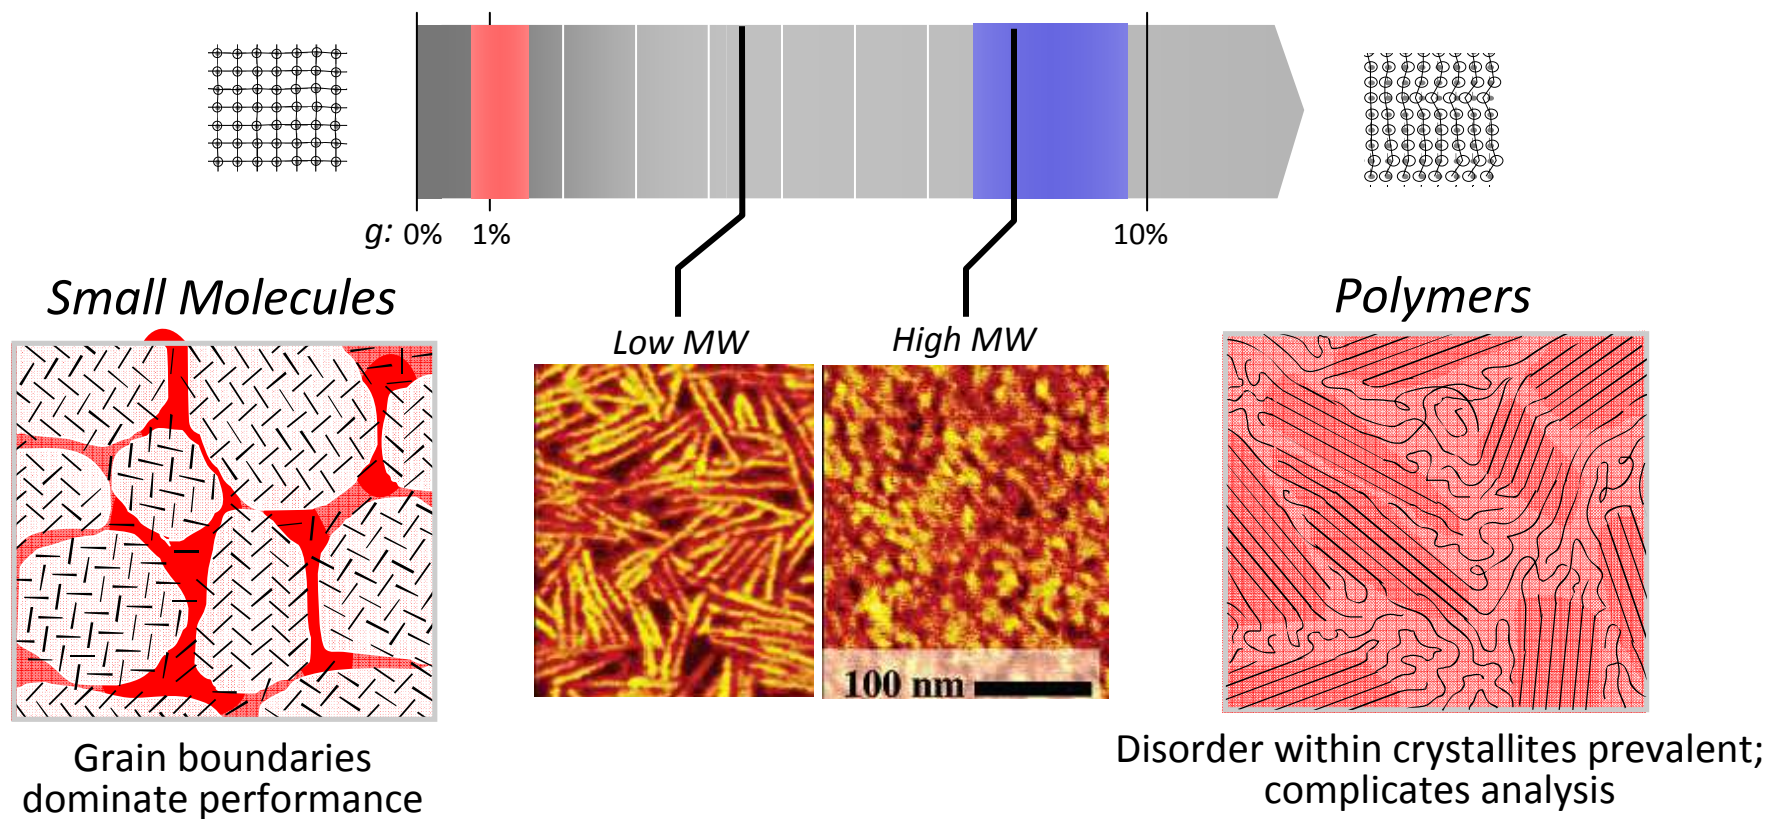 g: 0% 1% 10%
Small Molecules
Polymers
Low MW
High MW
100 nm
Grain boundaries
dominate performance
Disorder within crystallites prevalent;
complicates analysis